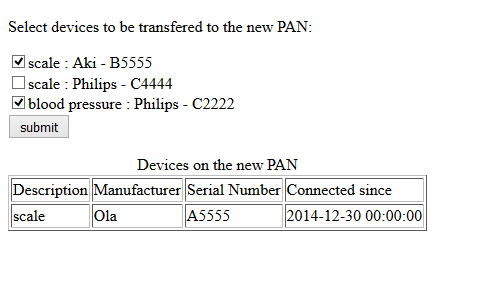 Select devices to be transfered to the new PAN:
scale : Aki - B5555
scale : Philips - C4444
blood pressure : Philips - C2222
submit
Devices on the new PAN
Description Manufacturer Serial Number Connected since
scale Ola A5555 2014-12-30 00:00:00